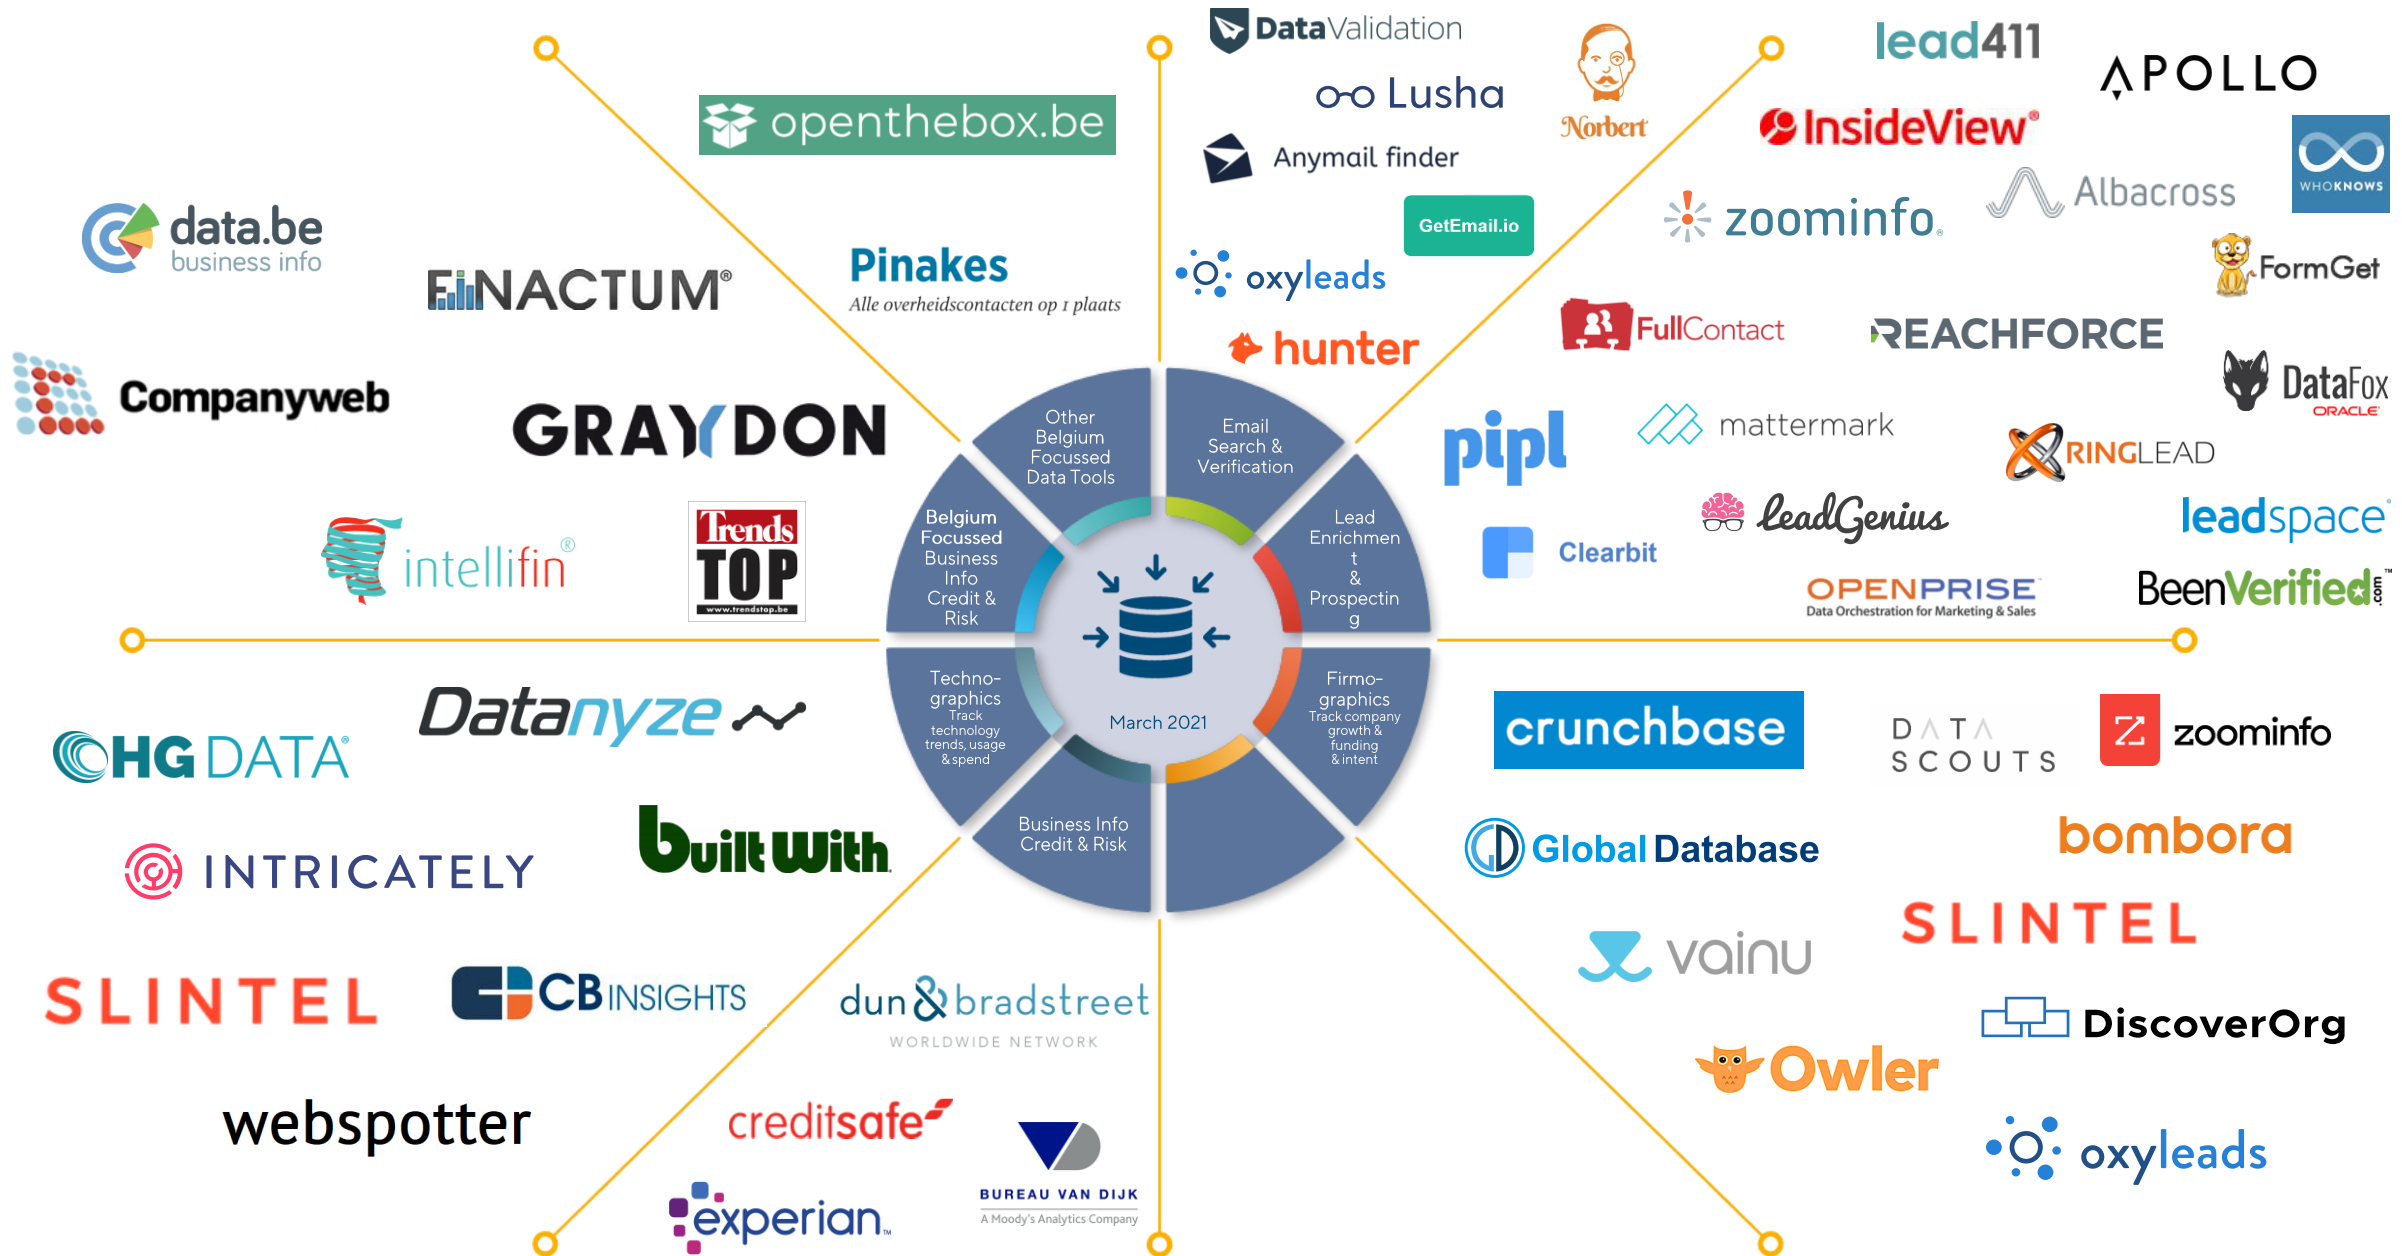 DataValidation
Lusha
Norbert
Anymail finder
GetEmail.io
oxyleads
hunter
lead411
APOLLO
InsideView®
WHOKNOWS
Albacross
zoominfo®
FormGet
FullContact
REACHFORCE
DataFox
ORACLE
pipl
mattermark
RINGLEAD
LeadGenius
leadspace
Clearbit
OPENPRISE
Data Orchestration for Marketing & Sales
BeenVerified.com™
openthebox.be
Pinakes
Alle overheidscontacten op 1 plaats
data.be
business info
FiNACTUM®
Companyweb
GRAYDON
intellifin®
Trends
TOP
www.trendstop.be
Other
Belgium
Focussed
Data Tools
Email
Search &
Verification
Belgium
Focussed
Business
Info
Credit &
Risk
Lead
Enrichmen
t
&
Prospectin
g
Techno-
graphics
Track
technology
trends, usage
& spend
March 2021
Firmo-
graphics
Track company
growth &
funding
& intent
Business Info
Credit & Risk
Datanyze
HG DATA®
INTRICATELY
builtwith
SLINTEL
CBINSIGHTS
webspotter
dun & bradstreet
WORLDWIDE NETWORK
creditsafe
BUREAU VAN DIJK
A Moody's Analytics Company
experian™
crunchbase
DATA
SCOUTS
zoominfo
Global Database
bombora
vainu
SLINTEL
DiscoverOrg
Owler
oxyleads